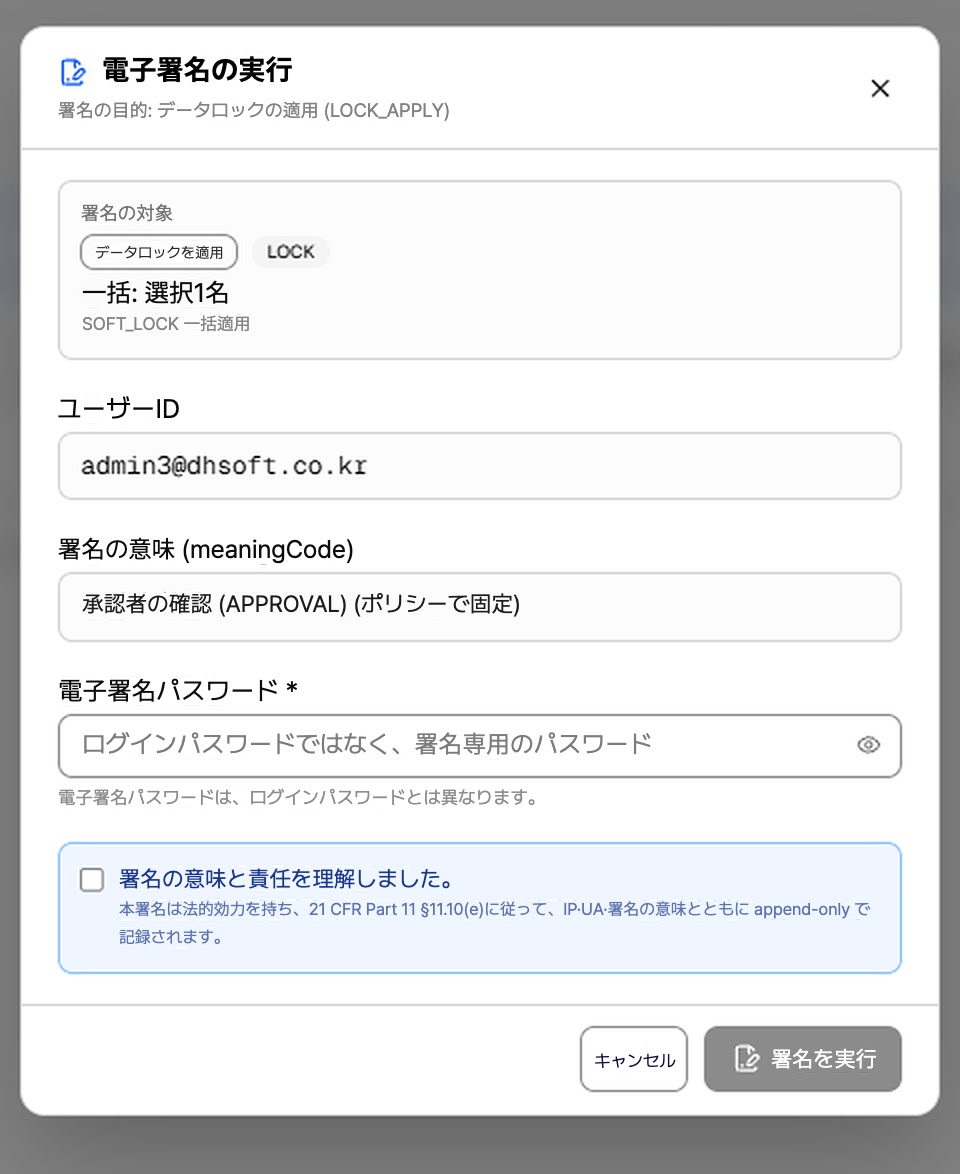 電子署名の実行
署名の目的: データロックの適用 (LOCK_APPLY)
署名の対象
データロックを適用 LOCK
一括: 選択1名
SOFT_LOCK 一括適用
ユーザーID
admin3@dhsoft.co.kr
署名の意味 (meaningCode)
承認者の確認 (APPROVAL) (ポリシーで固定)
電子署名パスワード *
ログインパスワードではなく、署名専用のパスワード
電子署名パスワードは、ログインパスワードとは異なります。
署名の意味と責任を理解しました。
本署名は法的効力を持ち、21 CFR Part 11 §11.10(e)に従って、IP·UA·署名の意味とともに append-only で
記録されます。
キャンセル 署名を実行